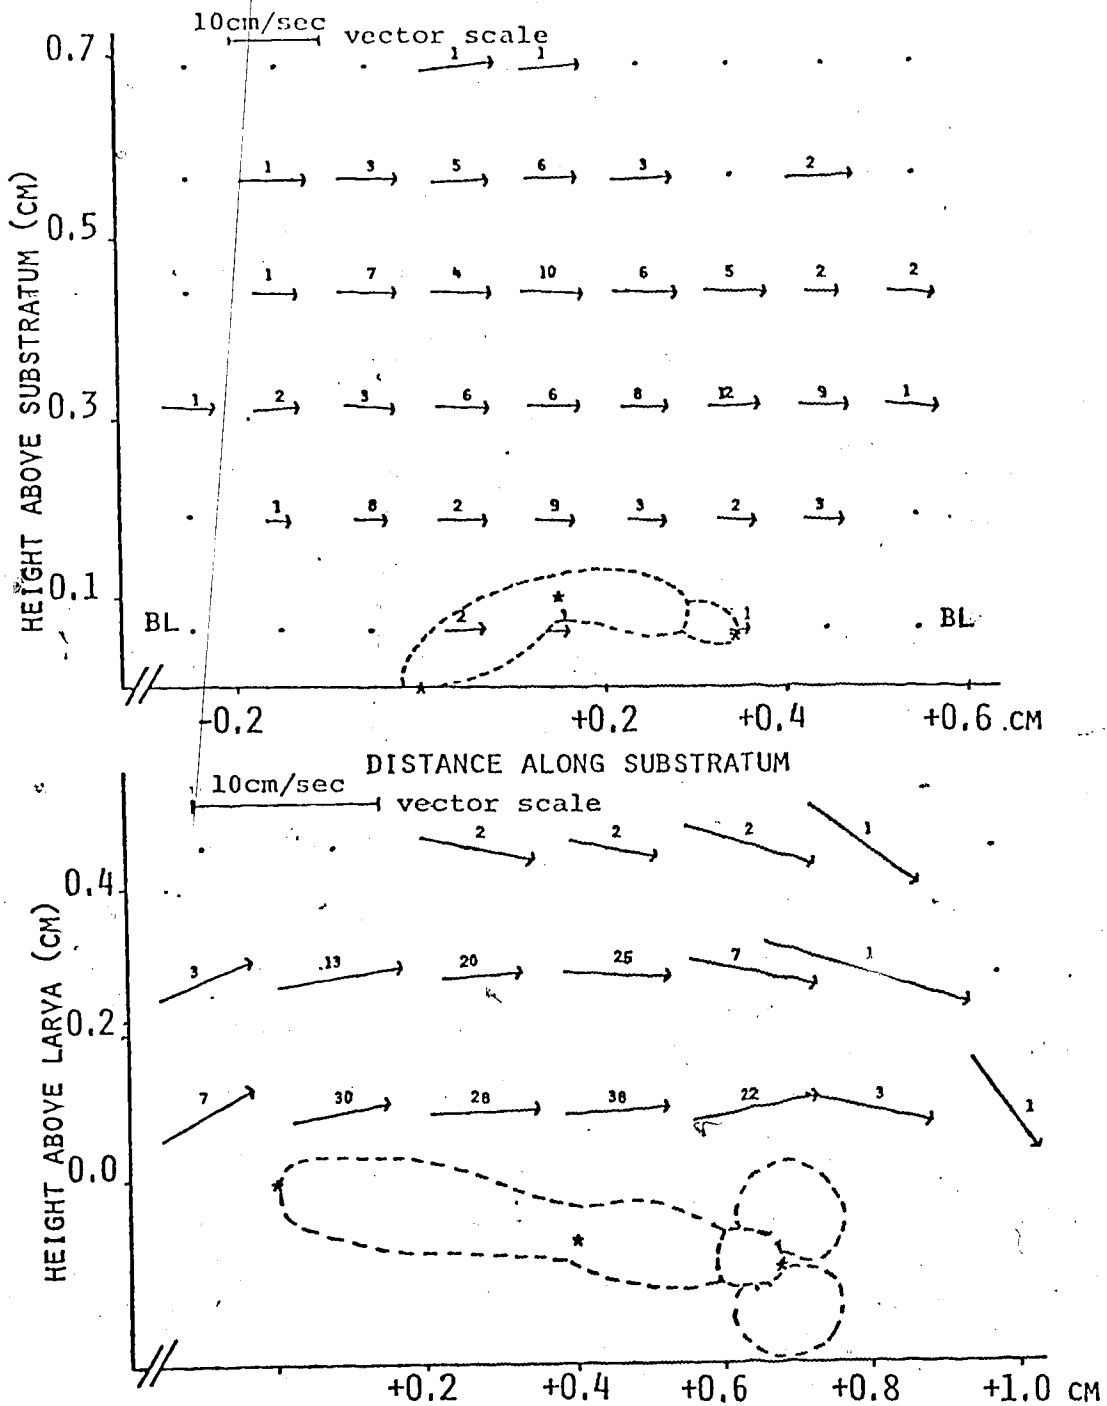 10cm/sec vector scale
0.7
1 1
1 3 5 6 3 2
0.5
1 7 4 10 6 5 2 2
0.3
1 2 3 6 6 8 12 9 1
1 8 2 9 3 2 3
0.1
BL 2 1 1 BL
-0.2 +0.2 +0.4 +0.6 CM
HEIGHT ABOVE SUBSTRATUM (CM)
DISTANCE ALONG SUBSTRATUM
10cm/sec vector scale
2 2 2 1
0.4
3 13 20 25 7 1
0.2
7 30 28 38 22 3 1
0.0
HEIGHT ABOVE LARVA (CM)
+0.2 +0.4 +0.6 +0.8 +1.0 CM